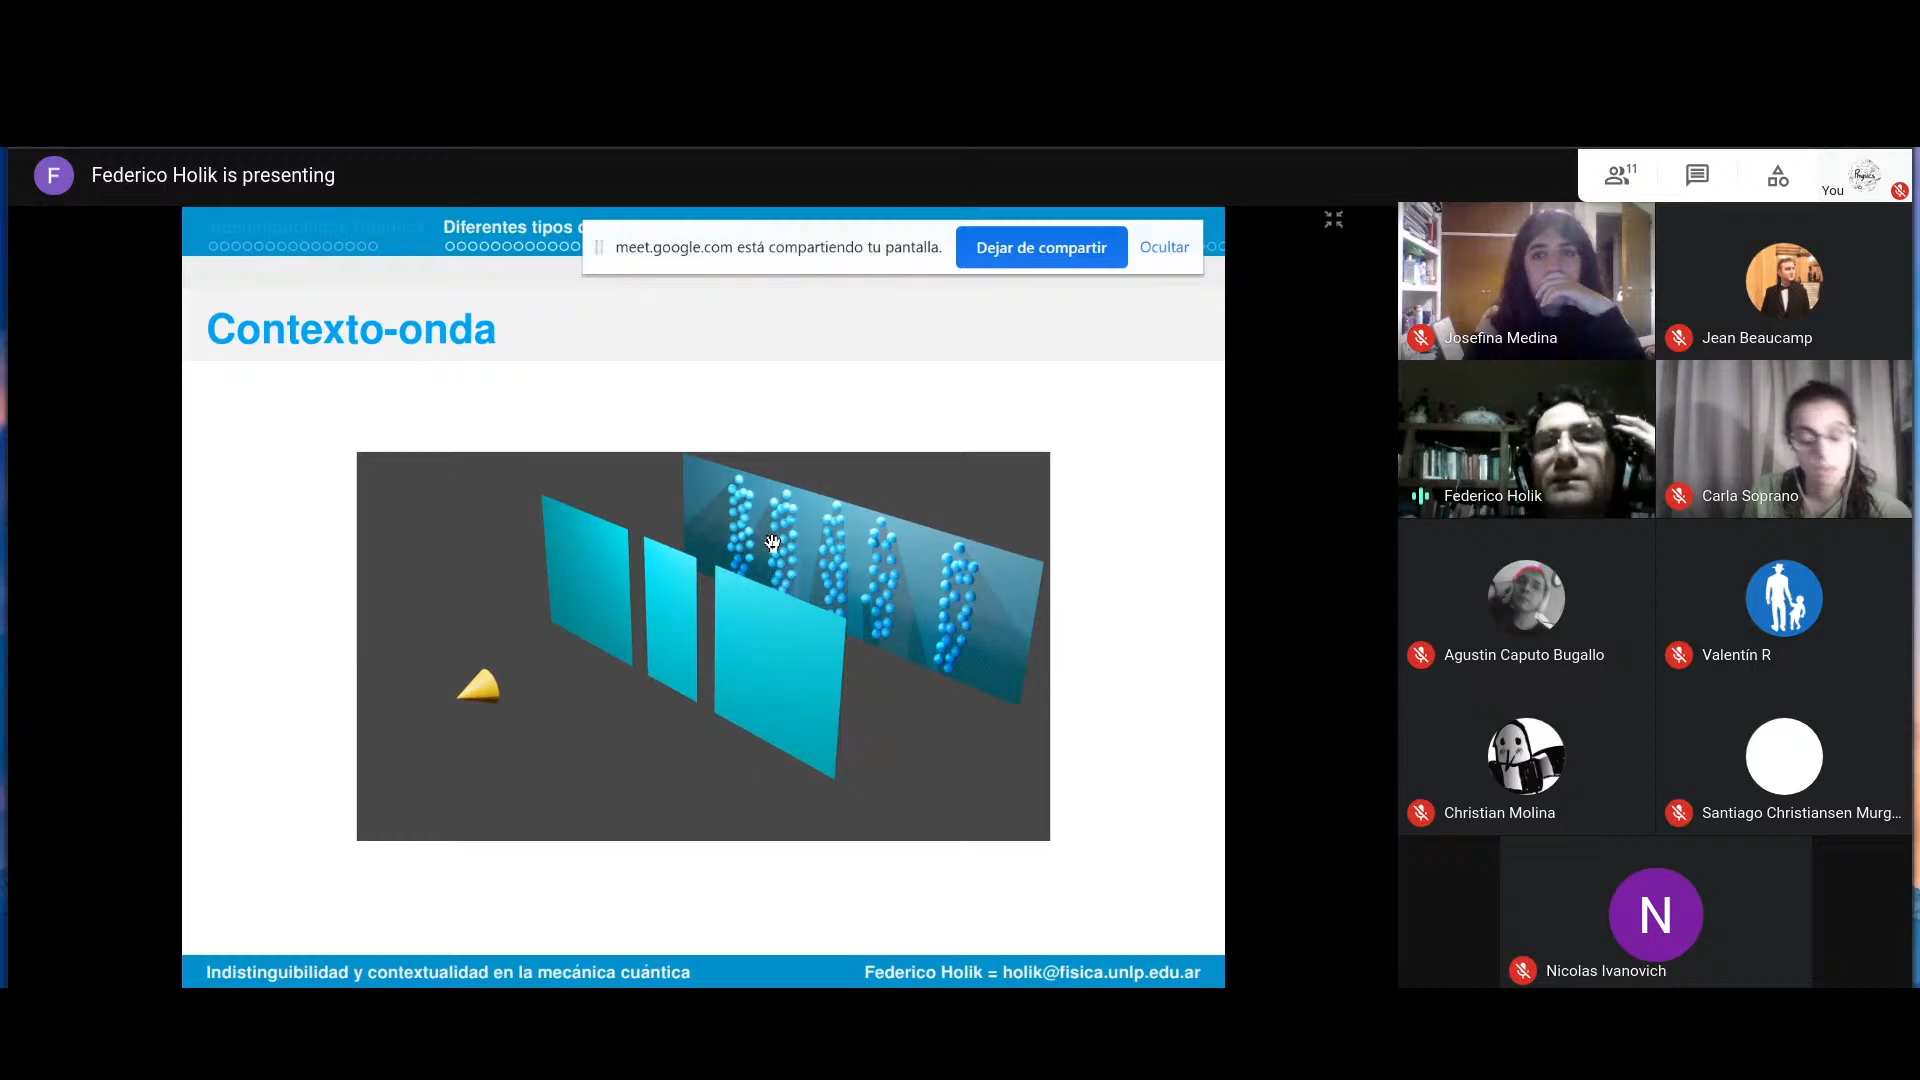 F
Federico Holik is presenting
11
You
Physics
Diferentes tipos d
meet.google.com está compartiendo tu pantalla.
Dejar de compartir
Ocultar
Contexto-onda
Indistinguibilidad y contextualidad en la mecánica cuántica
Federico Holik = holik@fisica.unlp.edu.ar
Josefina Medina
Jean Beaucamp
Federico Holik
Carla Soprano
Agustin Caputo Bugallo
Valentín R
Christian Molina
Santiago Christiansen Murg...
N
Nicolas Ivanovich